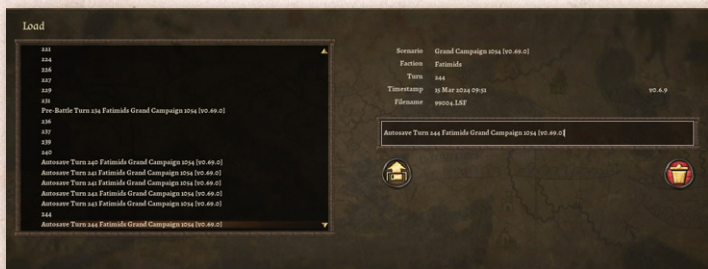 Load
222
224
226
227
229
231
Pre-Battle Turn 234 Fatimids Grand Campaign 1054 [v0.69.0]
236
237
239
240
Autosave Turn 240 Fatimids Grand Campaign 1054 [v0.69.0]
Autosave Turn 241 Fatimids Grand Campaign 1054 [v0.69.0]
Autosave Turn 241 Fatimids Grand Campaign 1054 [v0.69.0]
Autosave Turn 242 Fatimids Grand Campaign 1054 [v0.69.0]
Autosave Turn 243 Fatimids Grand Campaign 1054 [v0.69.0]
244
Autosave Turn 244 Fatimids Grand Campaign 1054 [v0.69.0]
Scenario Grand Campaign 1054 [v0.69.0]
Faction Fatimids
Turn 244
Timestamp 15 Mar 2024 09:51 v0.6.9
Filename 99004.LSF
Autosave Turn 244 Fatimids Grand Campaign 1054 [v0.69.0]